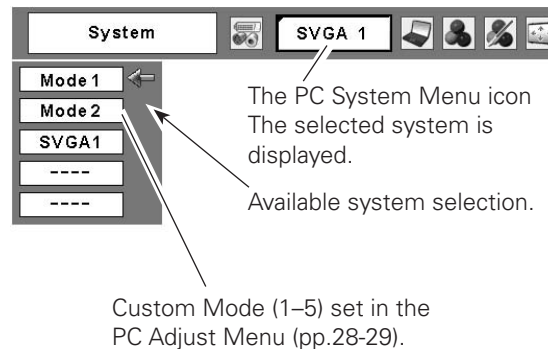 System
SVGA 1
Mode 1
Mode 2
SVGA1
----
----
The PC System Menu icon
The selected system is
displayed.
Available system selection.
Custom Mode (1–5) set in the
PC Adjust Menu (pp.28-29).